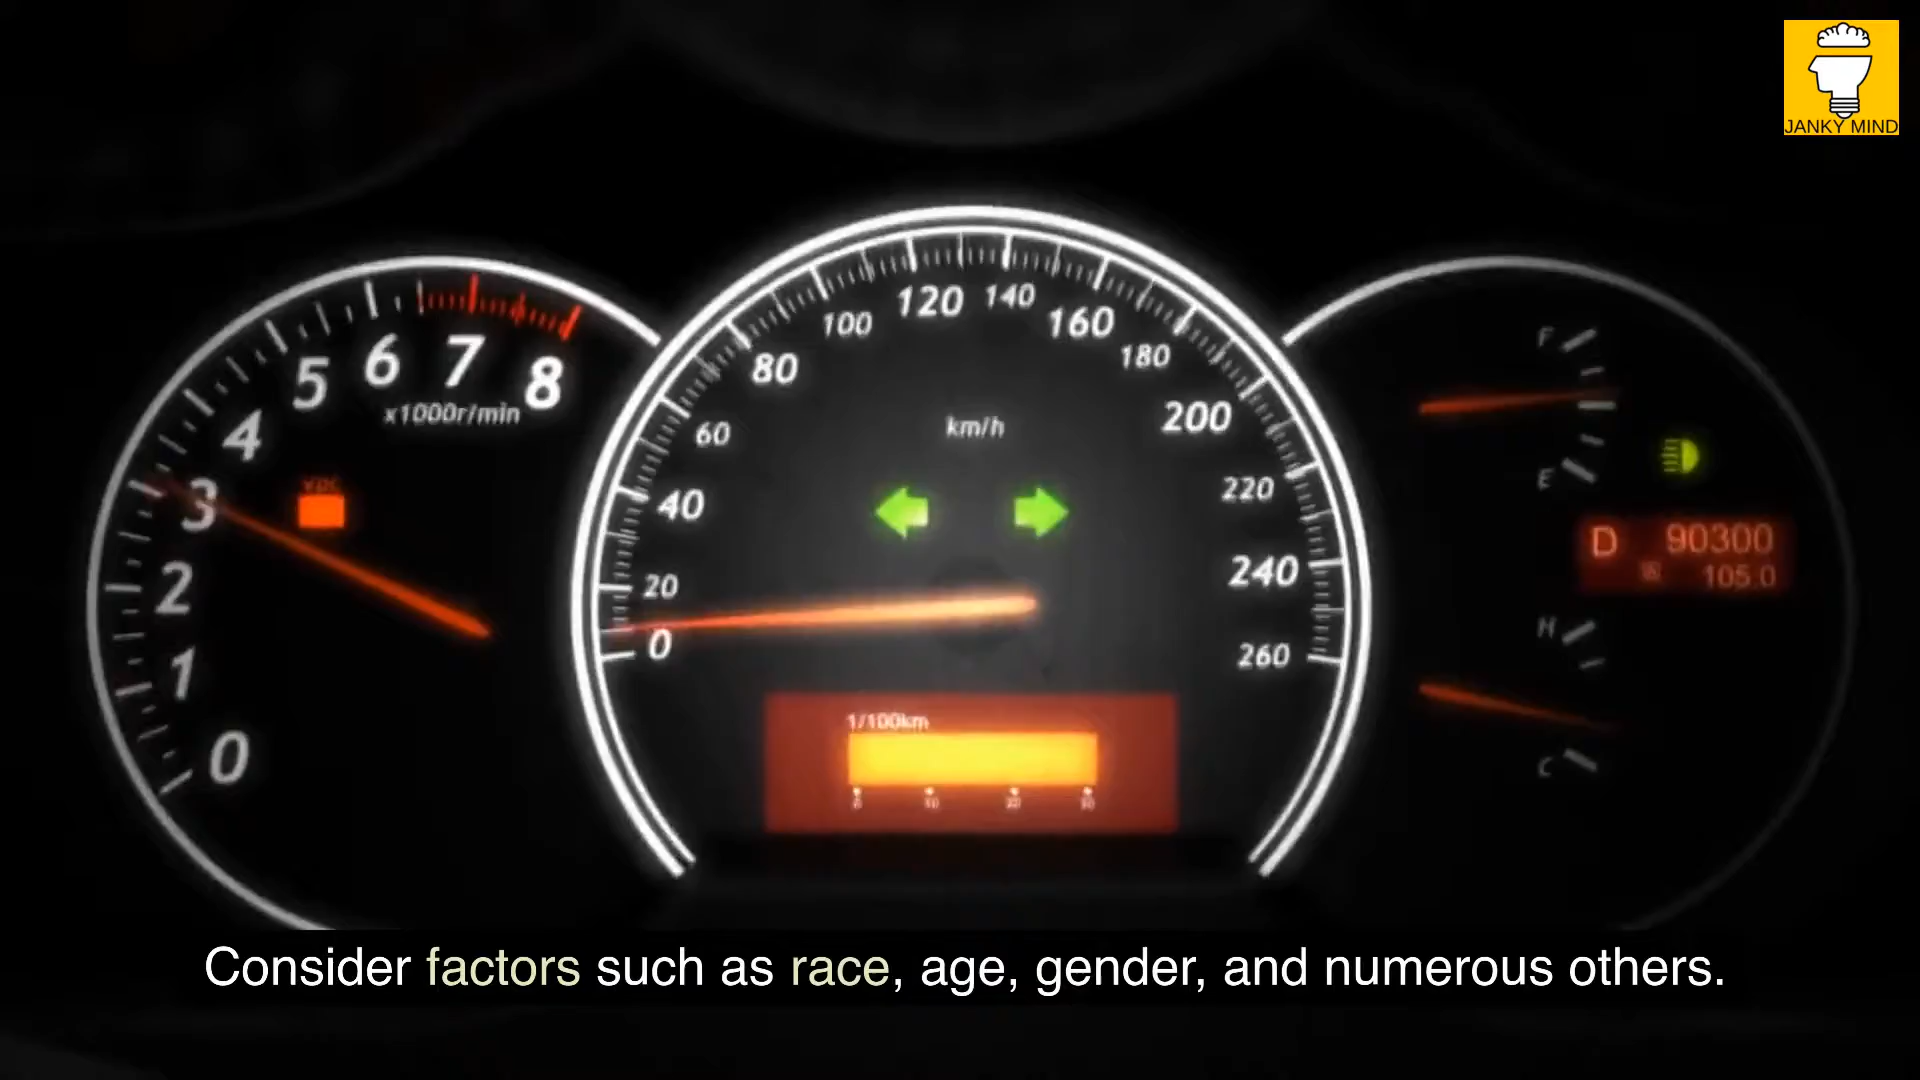 JANKY MIND
0
1
2
3
4
5
6
7
8
x1000r/min
0
20
40
60
80
100
120
140
160
180
200
220
240
260
km/h
1/100km
F
E
D 90300
105.0
H
C
Consider factors such as race, age, gender, and numerous others.